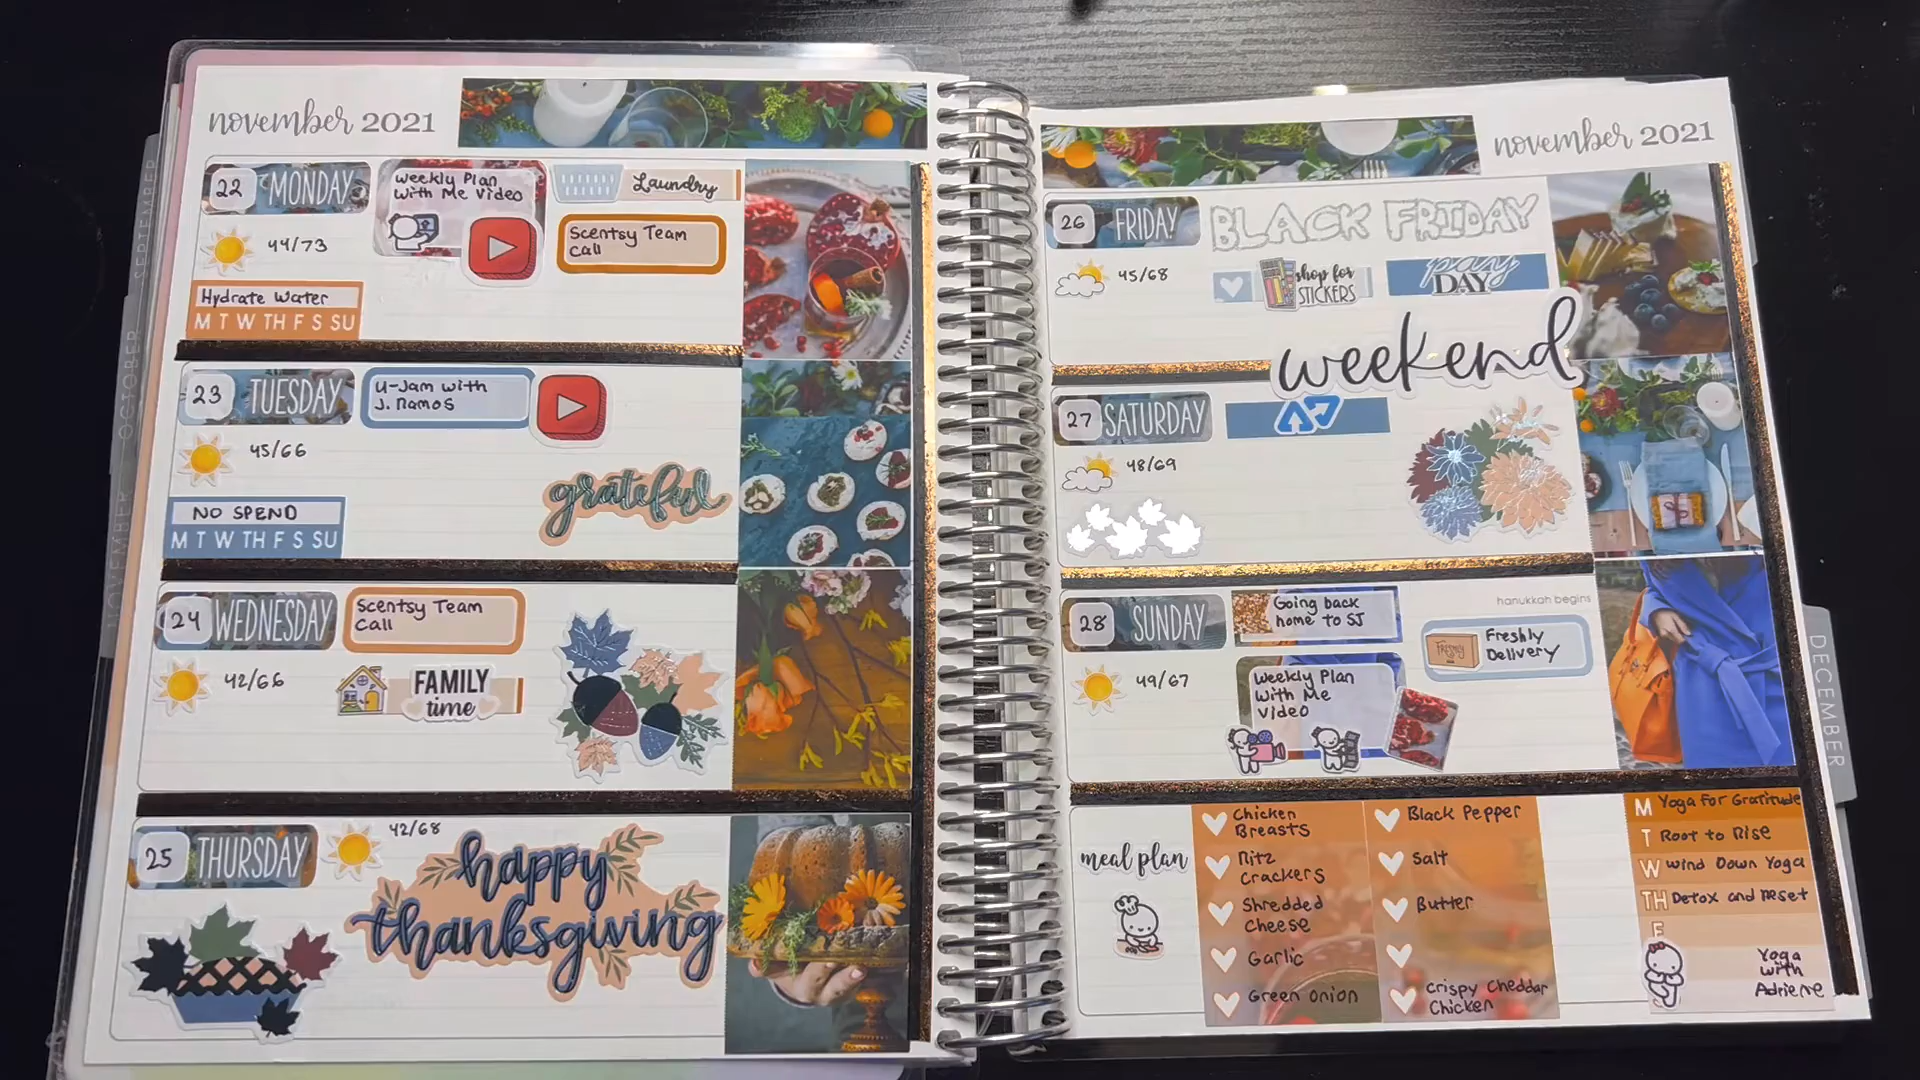 november 2021
22 MONDAY
Weekly Plan
With Me Video
Laundry
Scentsy Team
Call
44/73
Hydrate Water
M T W TH F S SU
23 TUESDAY
U-Jam with
J. Ramos
45/66
grateful
NO SPEND
M T W TH F S SU
24 WEDNESDAY
Scentsy Team
Call
42/66
FAMILY
time
25 THURSDAY
42/68
happy
thanksgiving
november 2021
26 FRIDAY
BLACK FRIDAY
45/68
shop for
STICKERS
pay
DAY
weekend
27 SATURDAY
48/69
28 SUNDAY
Going back
home to SJ
hanukkah begins
Freshly
Delivery
FRESHLY
49/67
Weekly Plan
With Me
Video
meal plan
Chicken
Breasts
Ritz
Crackers
Shredded
Cheese
Garlic
Green Onion
Black Pepper
Salt
Butter
Crispy Cheddar
Chicken
M Yoga For Gratitude
T Root to Rise
W Wind Down Yoga
TH Detox and Reset
F
Yoga
with
Adriene
SEPTEMBER
OCTOBER
NOVEMBER
DECEMBER